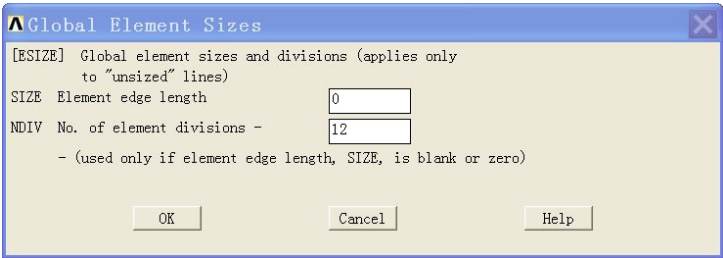 Global Element Sizes
[ESIZE] Global element sizes and divisions (applies only
to "unsized" lines)
SIZE Element edge length 0
NDIV No. of element divisions - 12
- (used only if element edge length, SIZE, is blank or zero)
OK Cancel Help